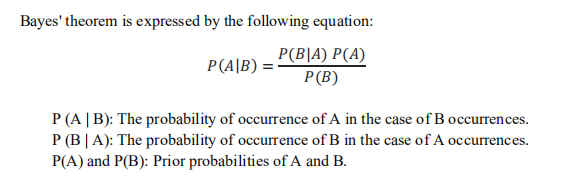 Bayes' theorem is expressed by the following equation:
P(A|B) = P(B|A) P(A) / P(B)
P (A | B): The probability of occurrence of A in the case of B occurrences.
P (B | A): The probability of occurrence of B in the case of A occurrences.
P(A) and P(B): Prior probabilities of A and B.